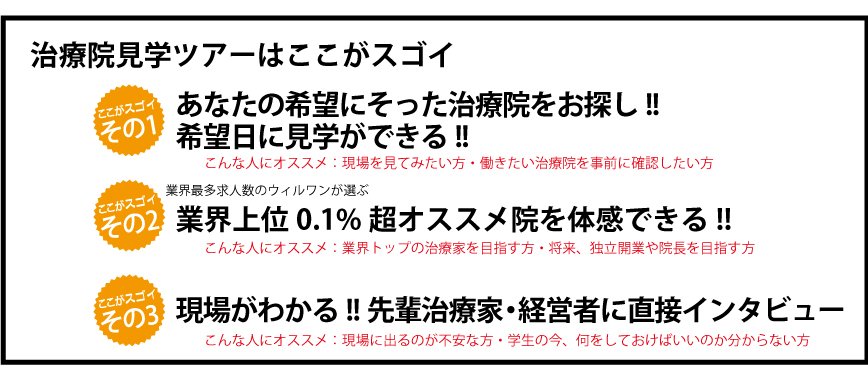 治療院見学ツアーはここがスゴイ
ここがスゴイ
その1
あなたの希望にそった治療院をお探し!!
希望日に見学ができる!!
こんな人にオススメ：現場を見てみたい方・働きたい治療院を事前に確認したい方
ここがスゴイ
その2
業界最多求人数のウィルワンが選ぶ
業界上位 0.1% 超オススメ院を体感できる!!
こんな人にオススメ：業界トップの治療家を目指す方・将来、独立開業や院長を目指す方
ここがスゴイ
その3
現場がわかる!! 先輩治療家・経営者に直接インタビュー
こんな人にオススメ：現場に出るのが不安な方・学生の今、何をしておけばいいのか分からない方